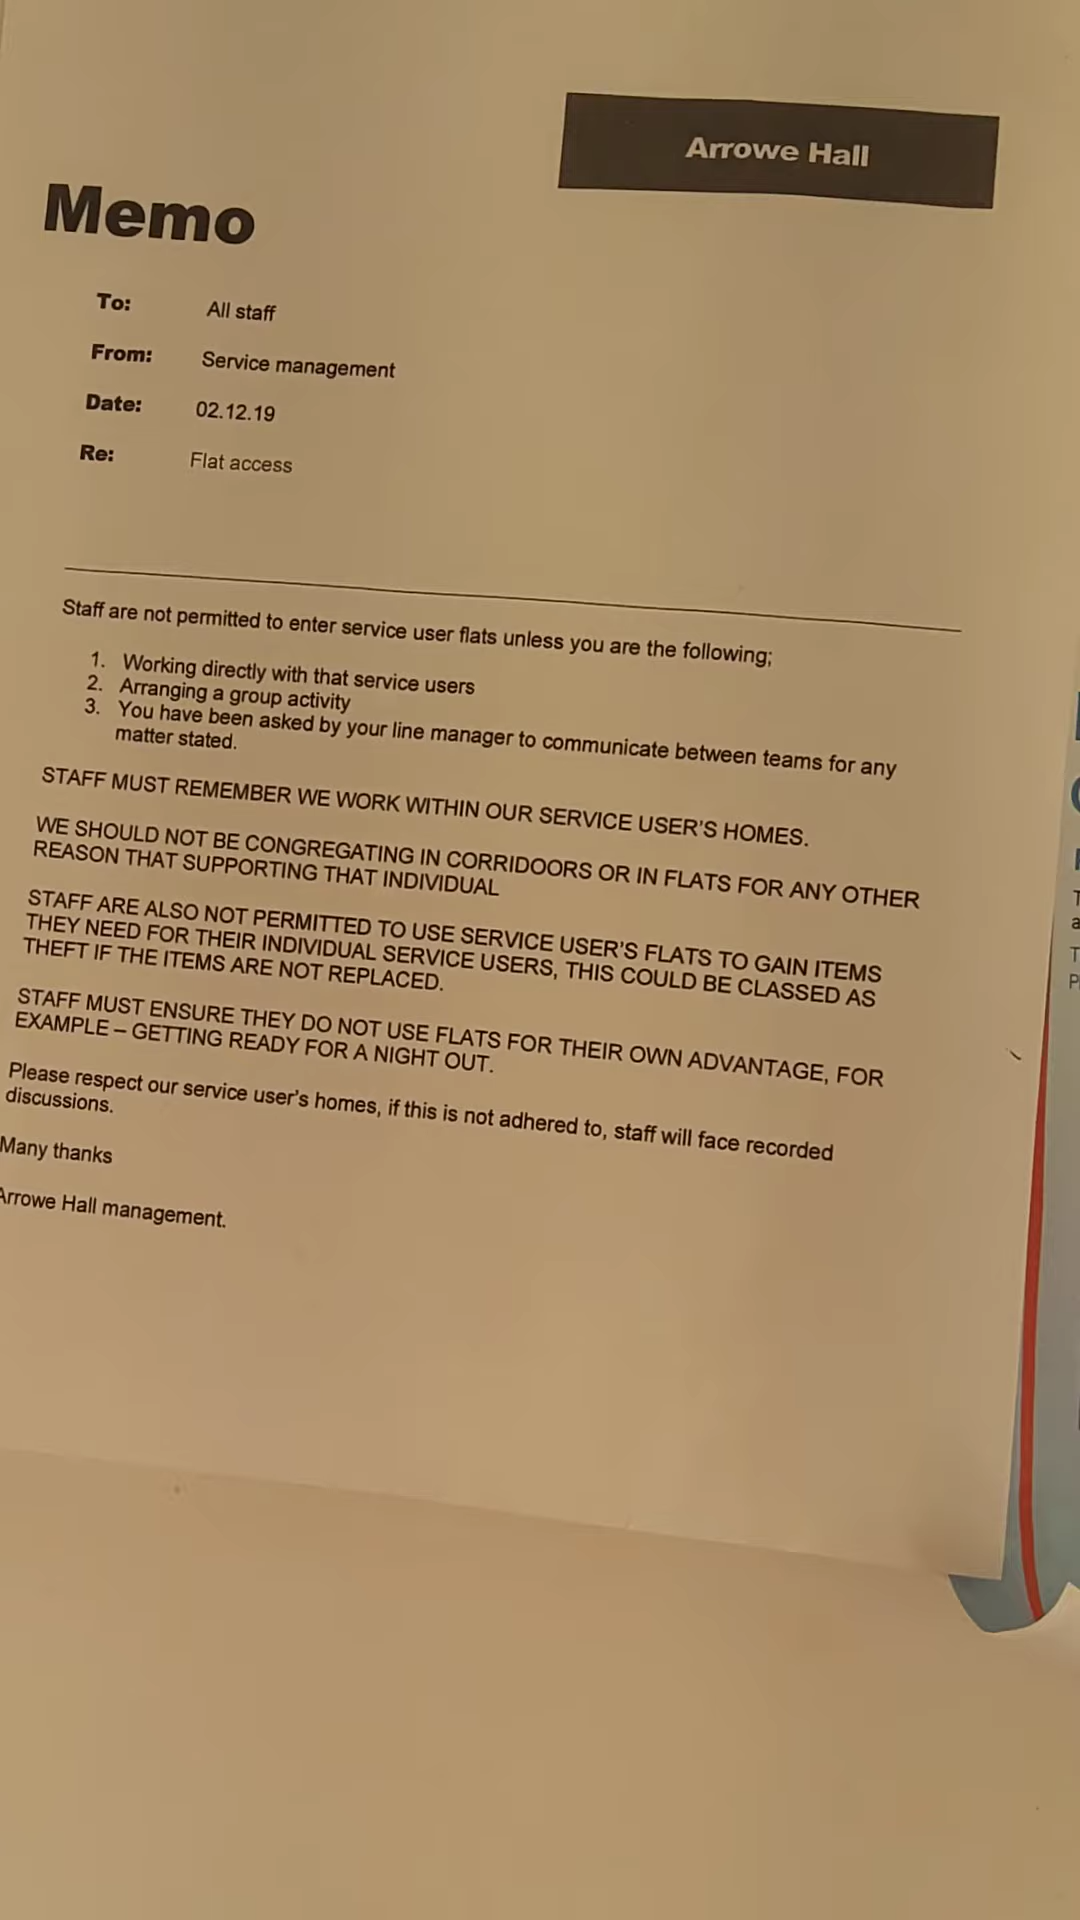 Arrowe Hall
Memo
To: All staff
From: Service management
Date: 02.12.19
Re: Flat access
Staff are not permitted to enter service user flats unless you are the following;
1. Working directly with that service users
2. Arranging a group activity
3. You have been asked by your line manager to communicate between teams for any
matter stated.
STAFF MUST REMEMBER WE WORK WITHIN OUR SERVICE USER'S HOMES.
WE SHOULD NOT BE CONGREGATING IN CORRIDOORS OR IN FLATS FOR ANY OTHER
REASON THAT SUPPORTING THAT INDIVIDUAL
STAFF ARE ALSO NOT PERMITTED TO USE SERVICE USER'S FLATS TO GAIN ITEMS
THEY NEED FOR THEIR INDIVIDUAL SERVICE USERS, THIS COULD BE CLASSED AS
THEFT IF THE ITEMS ARE NOT REPLACED.
STAFF MUST ENSURE THEY DO NOT USE FLATS FOR THEIR OWN ADVANTAGE, FOR
EXAMPLE – GETTING READY FOR A NIGHT OUT.
Please respect our service user's homes, if this is not adhered to, staff will face recorded
discussions.
Many thanks
Arrowe Hall management.